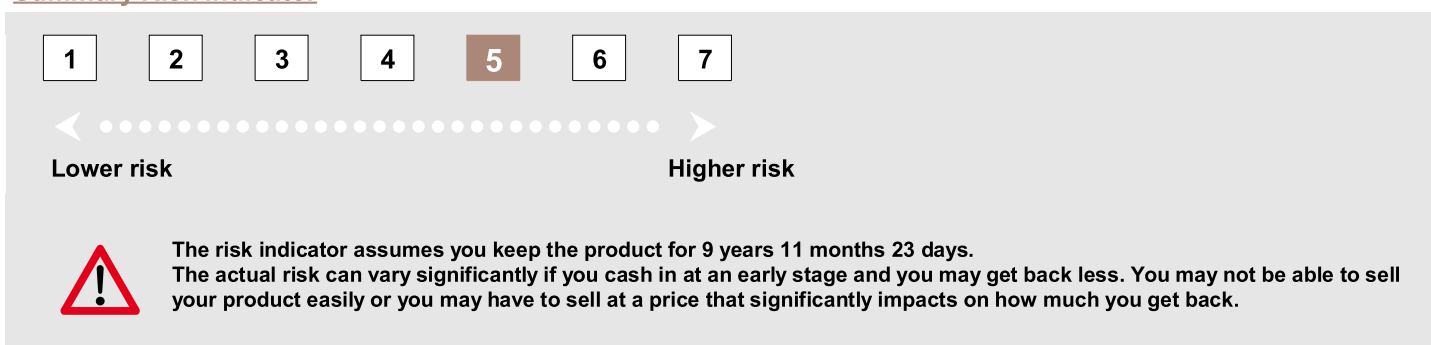 Summary Risk Indicator
1 2 3 4 5 6 7
Lower risk Higher risk
The risk indicator assumes you keep the product for 9 years 11 months 23 days.
The actual risk can vary significantly if you cash in at an early stage and you may get back less. You may not be able to sell
your product easily or you may have to sell at a price that significantly impacts on how much you get back.